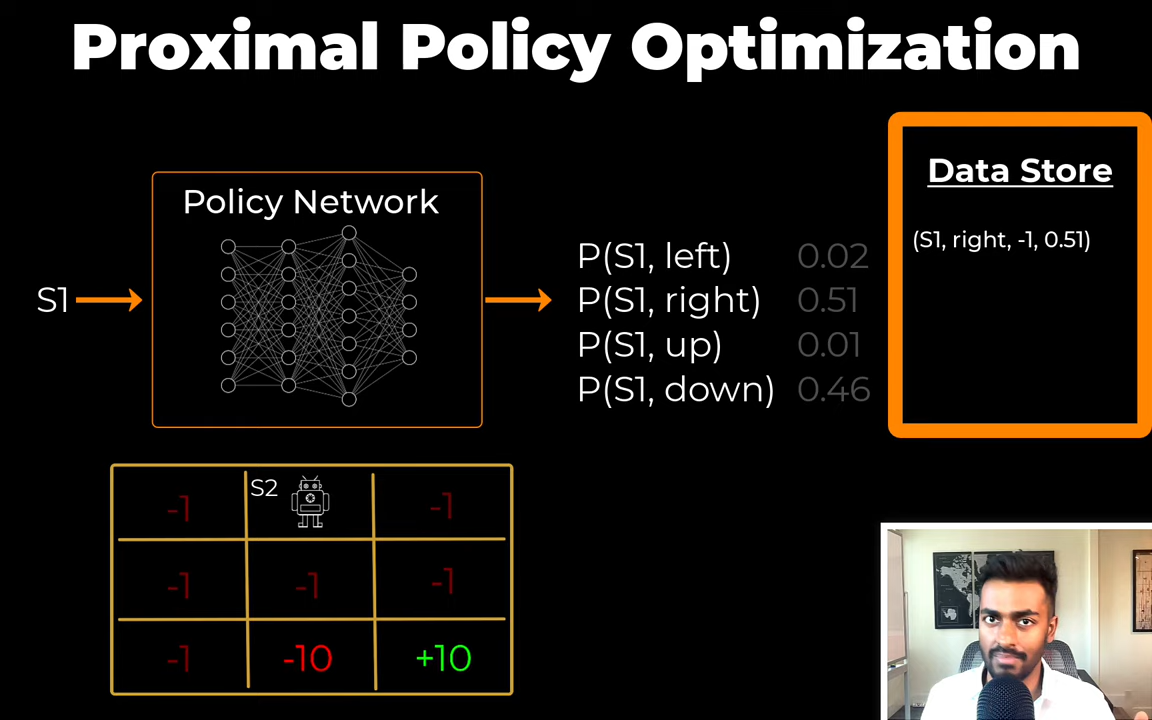 Proximal Policy Optimization
Data Store
(S1, right, -1, 0.51)
Policy Network
S1
P(S1, left) 0.02
P(S1, right) 0.51
P(S1, up) 0.01
P(S1, down) 0.46
-1 S2 -1
-1 -1 -1
-1 -10 +10